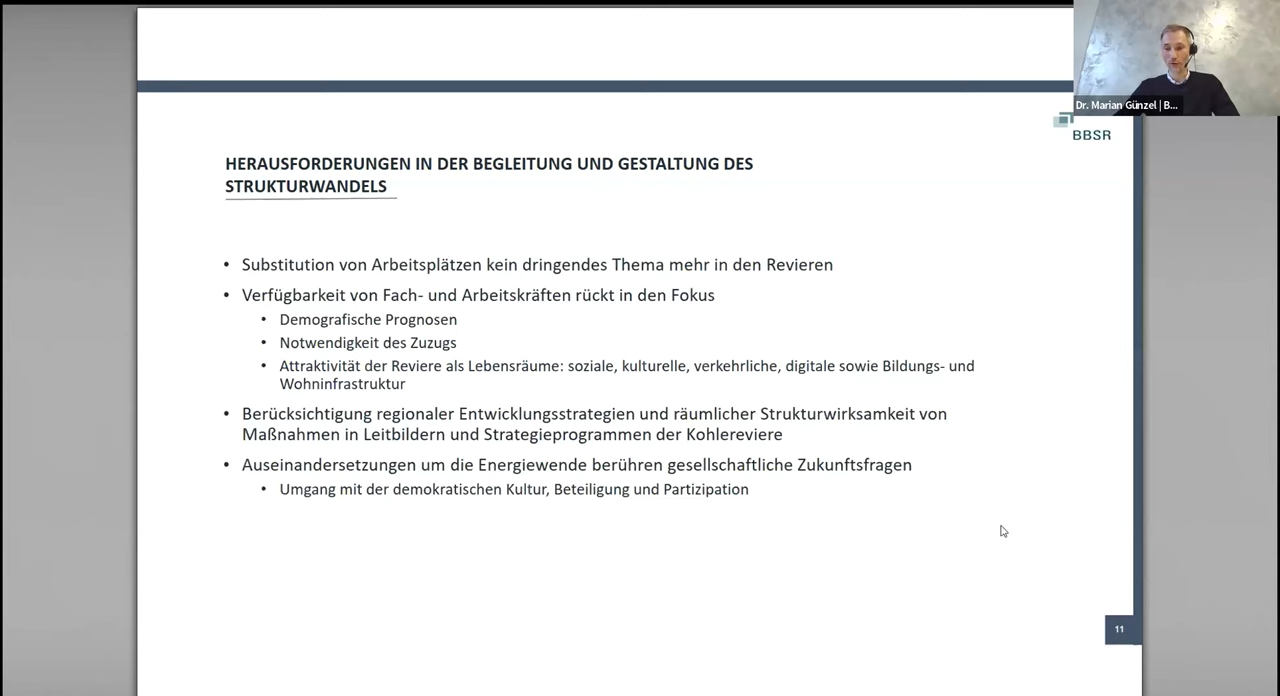 Dr. Marian Günzel | B...
BBSR
HERAUSFORDERUNGEN IN DER BEGLEITUNG UND GESTALTUNG DES
STRUKTURWANDELS
• Substitution von Arbeitsplätzen kein dringendes Thema mehr in den Revieren
• Verfügbarkeit von Fach- und Arbeitskräften rückt in den Fokus
• Demografische Prognosen
• Notwendigkeit des Zuzugs
• Attraktivität der Reviere als Lebensräume: soziale, kulturelle, verkehrliche, digitale sowie Bildungs- und
Wohninfrastruktur
• Berücksichtigung regionaler Entwicklungsstrategien und räumlicher Strukturwirksamkeit von
Maßnahmen in Leitbildern und Strategieprogrammen der Kohlereviere
• Auseinandersetzungen um die Energiewende berühren gesellschaftliche Zukunftsfragen
• Umgang mit der demokratischen Kultur, Beteiligung und Partizipation
11